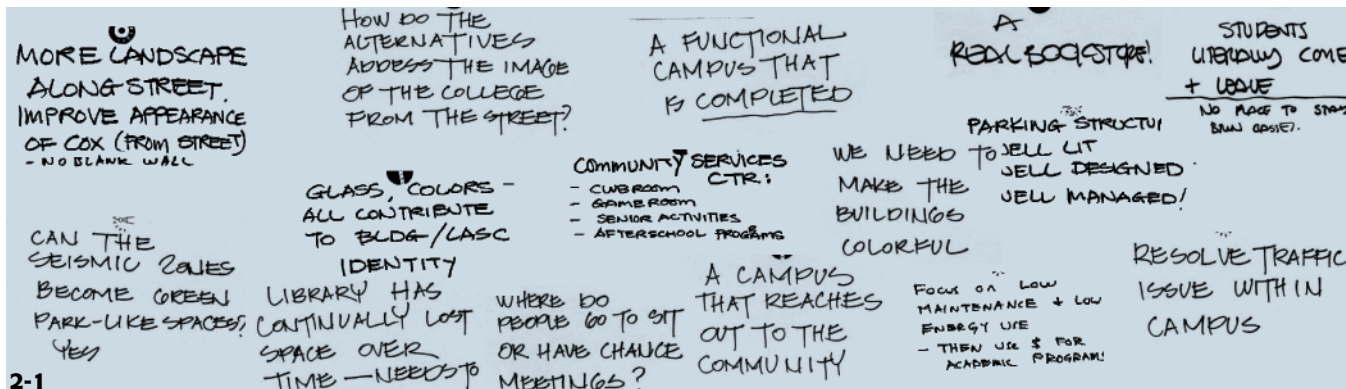 MORE LANDSCAPE
ALONG STREET.
IMPROVE APPEARANCE
OF COX (FROM STREET)
- NO BLANK WALL
HOW DO THE
ALTERNATIVES
ADDESS THE IMAGE
OF THE COLLEGE
FROM THE STREET?
A FUNCTIONAL
CAMPUS THAT
IS COMPLETED
A
REAL BOOKSTORE!
STUDENTS
LITERALLY COME
+ LEAVE
NO PLACE TO
PARKING STRUCTU
WELL LIT
WELL DESIGNED
WELL MANAGED!
GLASS, COLORS -
ALL CONTRIBUTE
TO BLDG/LASC
IDENTITY
COMMUNITY SERVICES
CTR:
- CLUBROOM
- GAMEROOM
- SENIOR ACTIVITIES
- AFTERSCHOOL PROGRAMS
WE NEED TO
MAKE THE
BUILDINGS
COLORFUL
CAN THE
SEISMIC ZONES
BECOME GREEN
PARK-LIKE SPACES?
YES
LIBRARY HAS
CONTINUALLY LOST
SPACE OVER
TIME — NEEDS TO
WHERE DO
PEOPLE GO TO SIT
OR HAVE CHANCE
MEETINGS?
A CAMPUS
THAT REACHES
OUT TO THE
COMMUNITY
FOCUS ON LOW
MAINTENANCE + LOW
ENERGY USE
- THEN USE $ FOR
ACADEMIC PROGRAM!
RESOLVE TRAFFIC
ISSUE WITHIN
CAMPUS
2-1